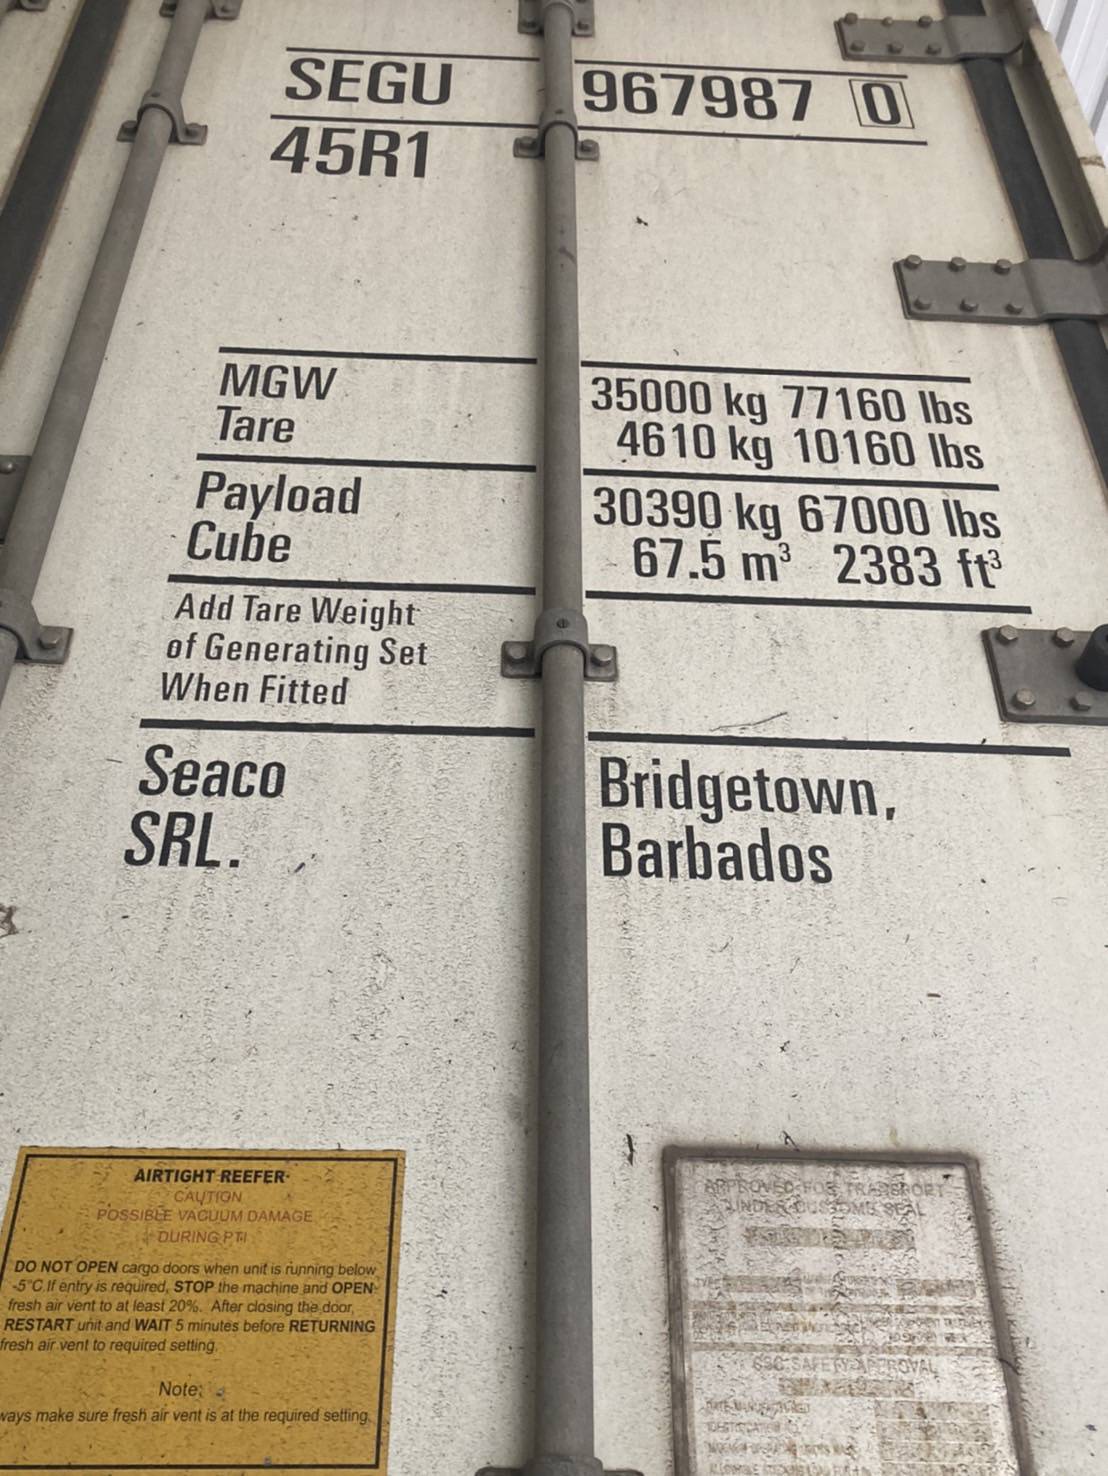 SEGU 967987 0
45R1
MGW 35000 kg 77160 lbs
Tare 4610 kg 10160 lbs
Payload 30390 kg 67000 lbs
Cube 67.5 m³ 2383 ft³
Add Tare Weight
of Generating Set
When Fitted
Seaco Bridgetown,
SRL. Barbados
AIRTIGHT REEFER
CAUTION
POSSIBLE VACUUM DAMAGE
DURING PTI
DO NOT OPEN cargo doors when unit is running below
-5°C.If entry is required, STOP the machine and OPEN
fresh air vent to at least 20%. After closing the door,
RESTART unit and WAIT 5 minutes before RETURNING
fresh air vent to required setting.
Note:
make sure fresh air vent is at the required setting.
APPROVED FOR TRANSPORT
UNDER CUSTOMS SEAL
CSC SAFETY APPROVAL
DATE MANUFACTURED